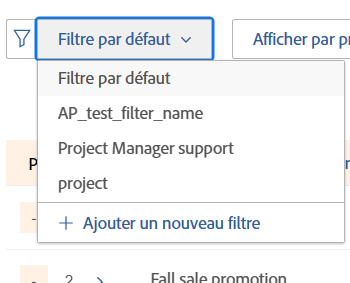 Filtre par défaut
Afficher par p
Filtre par défaut
AP_test_filter_name
Project Manager support
project
P
+ Ajouter un nouveau filtre
-
- 2 > Fall sale promotion